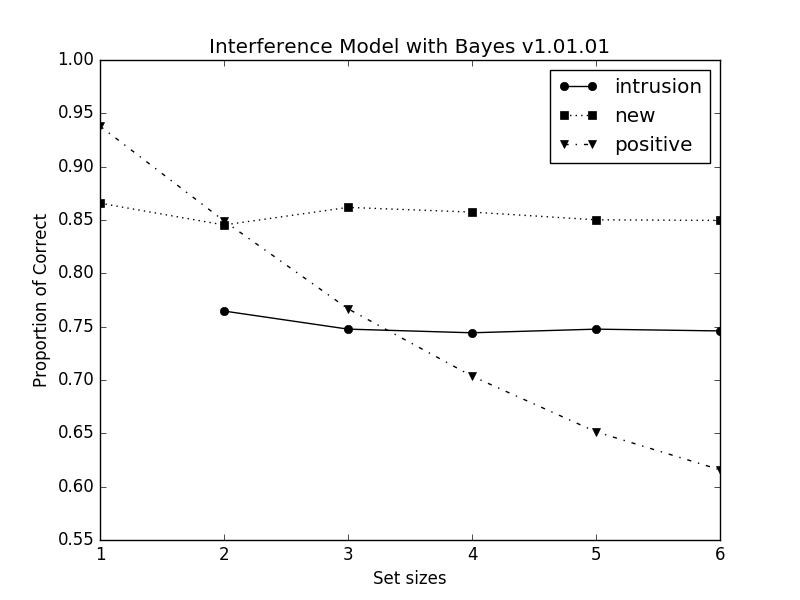 Interference Model with Bayes v1.01.01
1.00
0.95
0.90
0.85
0.80
0.75
0.70
0.65
0.60
0.55
Proportion of Correct
intrusion
new
positive
1 2 3 4 5 6
Set sizes